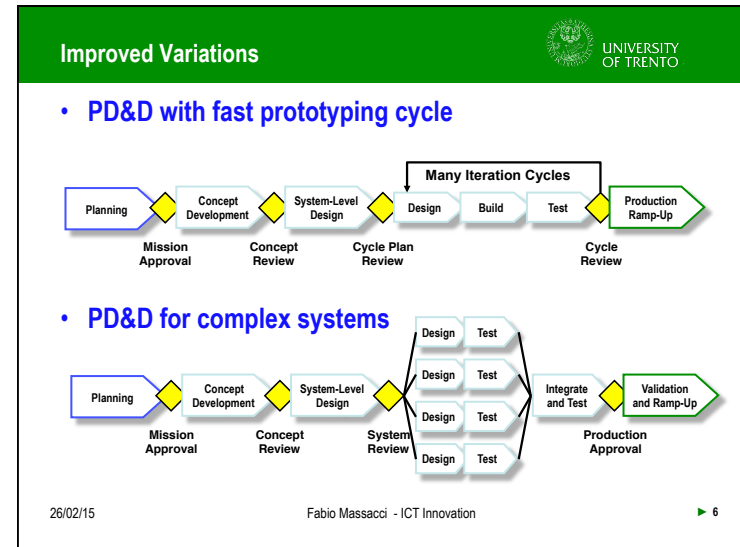 Improved Variations
UNIVERSITY
OF TRENTO
• PD&D with fast prototyping cycle
Many Iteration Cycles
Planning
Concept
Development
System-Level
Design
Design
Build
Test
Production
Ramp-Up
Mission
Approval
Concept
Review
Cycle Plan
Review
Cycle
Review
• PD&D for complex systems
Design
Test
Design
Test
Design
Test
Design
Test
Planning
Concept
Development
System-Level
Design
Integrate
and Test
Validation
and Ramp-Up
Mission
Approval
Concept
Review
System
Review
Production
Approval
26/02/15
Fabio Massacci - ICT Innovation
► 6